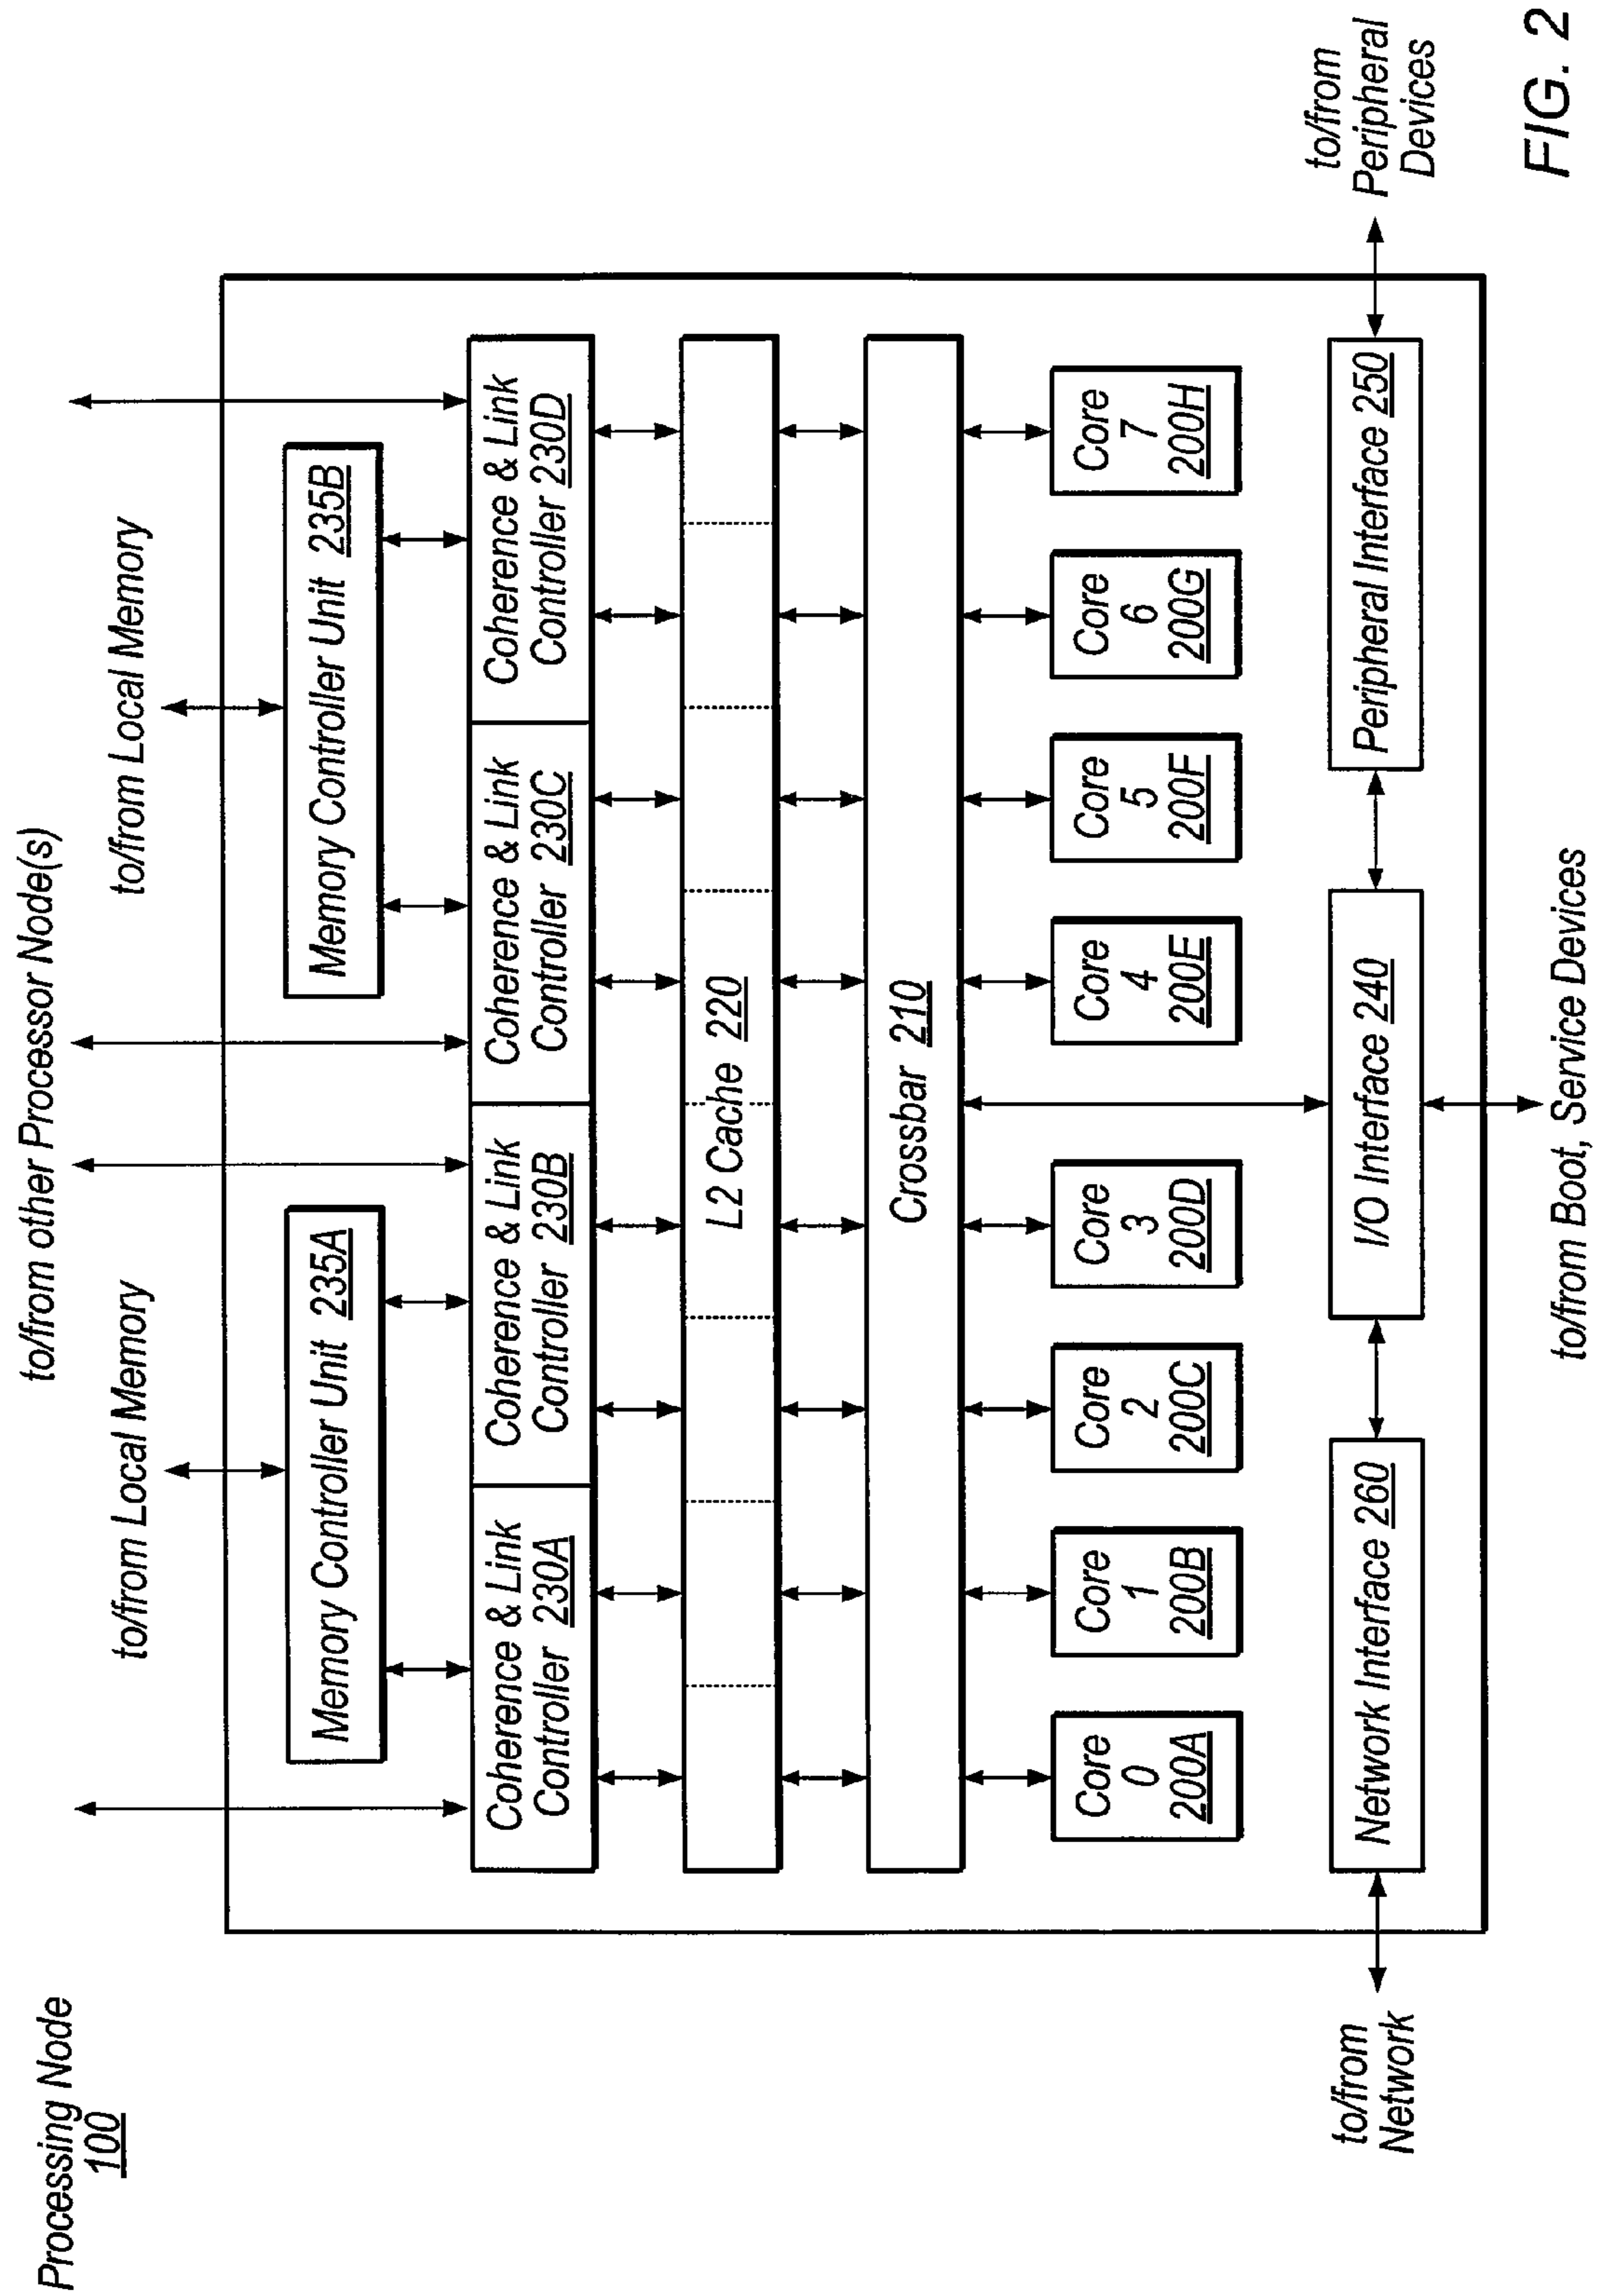 Processing Node
100
to/from other Processor Node(s)
to/from Local Memory
to/from Local Memory
Memory Controller Unit 235A
Memory Controller Unit 235B
Coherence & Link
Controller 230A
Coherence & Link
Controller 230B
Coherence & Link
Controller 230C
Coherence & Link
Controller 230D
L2 Cache 220
Crossbar 210
Core
0
200A
Core
1
200B
Core
2
200C
Core
3
200D
Core
4
200E
Core
5
200F
Core
6
200G
Core
7
200H
to/from
Network
Network Interface 260
I/O Interface 240
Peripheral Interface 250
to/from
Peripheral
Devices
to/from Boot, Service Devices
FIG. 2